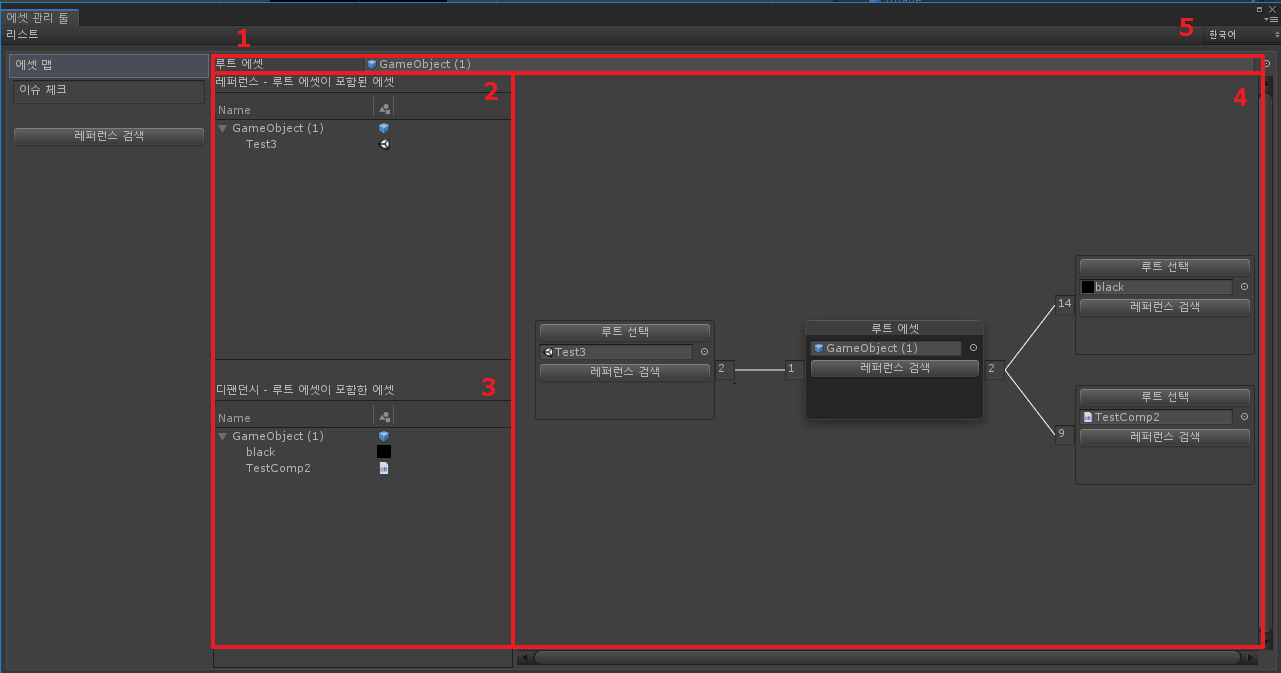 에셋 관리 툴
리스트
5
한국어
1
에셋 맵
이슈 체크
레퍼런스 검색
루트 에셋
GameObject (1)
레퍼런스 - 루트 에셋이 포함된 에셋
2
Name
GameObject (1)
Test3
디팬던시 - 루트 에셋이 포함한 에셋
3
Name
GameObject (1)
black
TestComp2
4
루트 선택
Test3
레퍼런스 검색
2
1
루트 에셋
GameObject (1)
레퍼런스 검색
2
14
루트 선택
black
레퍼런스 검색
9
루트 선택
TestComp2
레퍼런스 검색